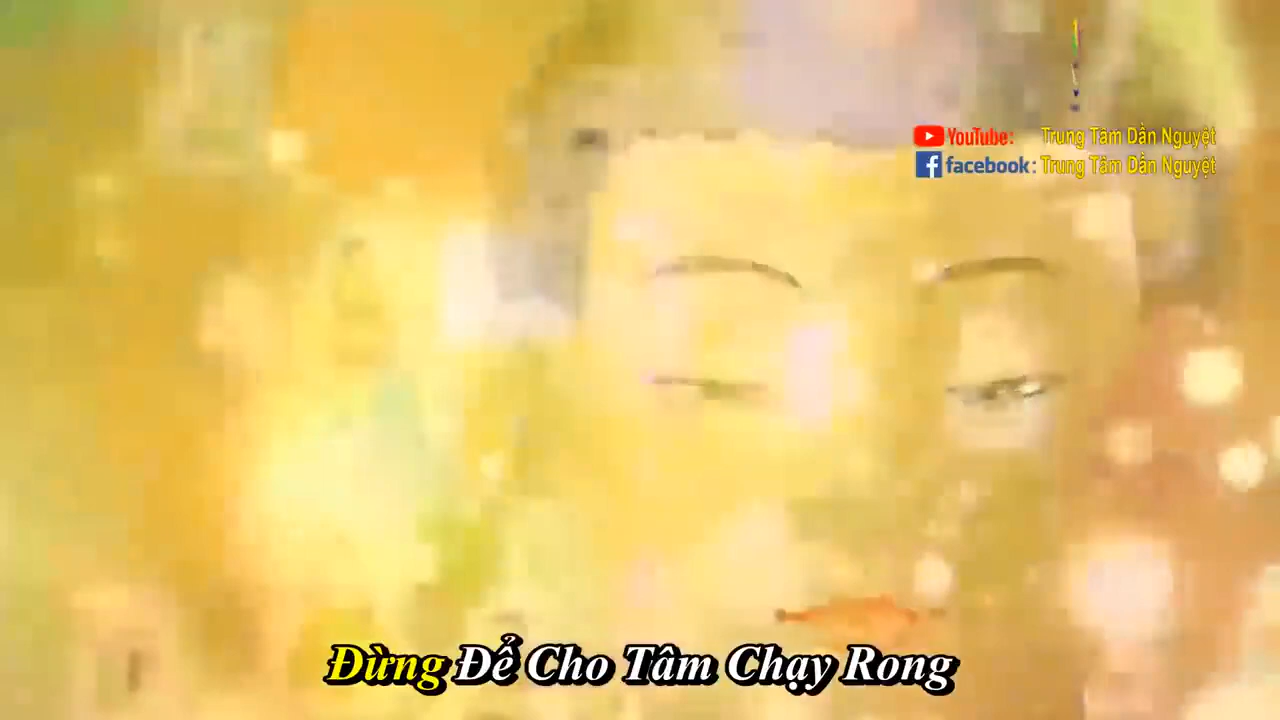 YouTube: Trung Tâm Dần Nguyệt
facebook: Trung Tâm Dần Nguyệt
Đừng Để Cho Tâm Chạy Rong